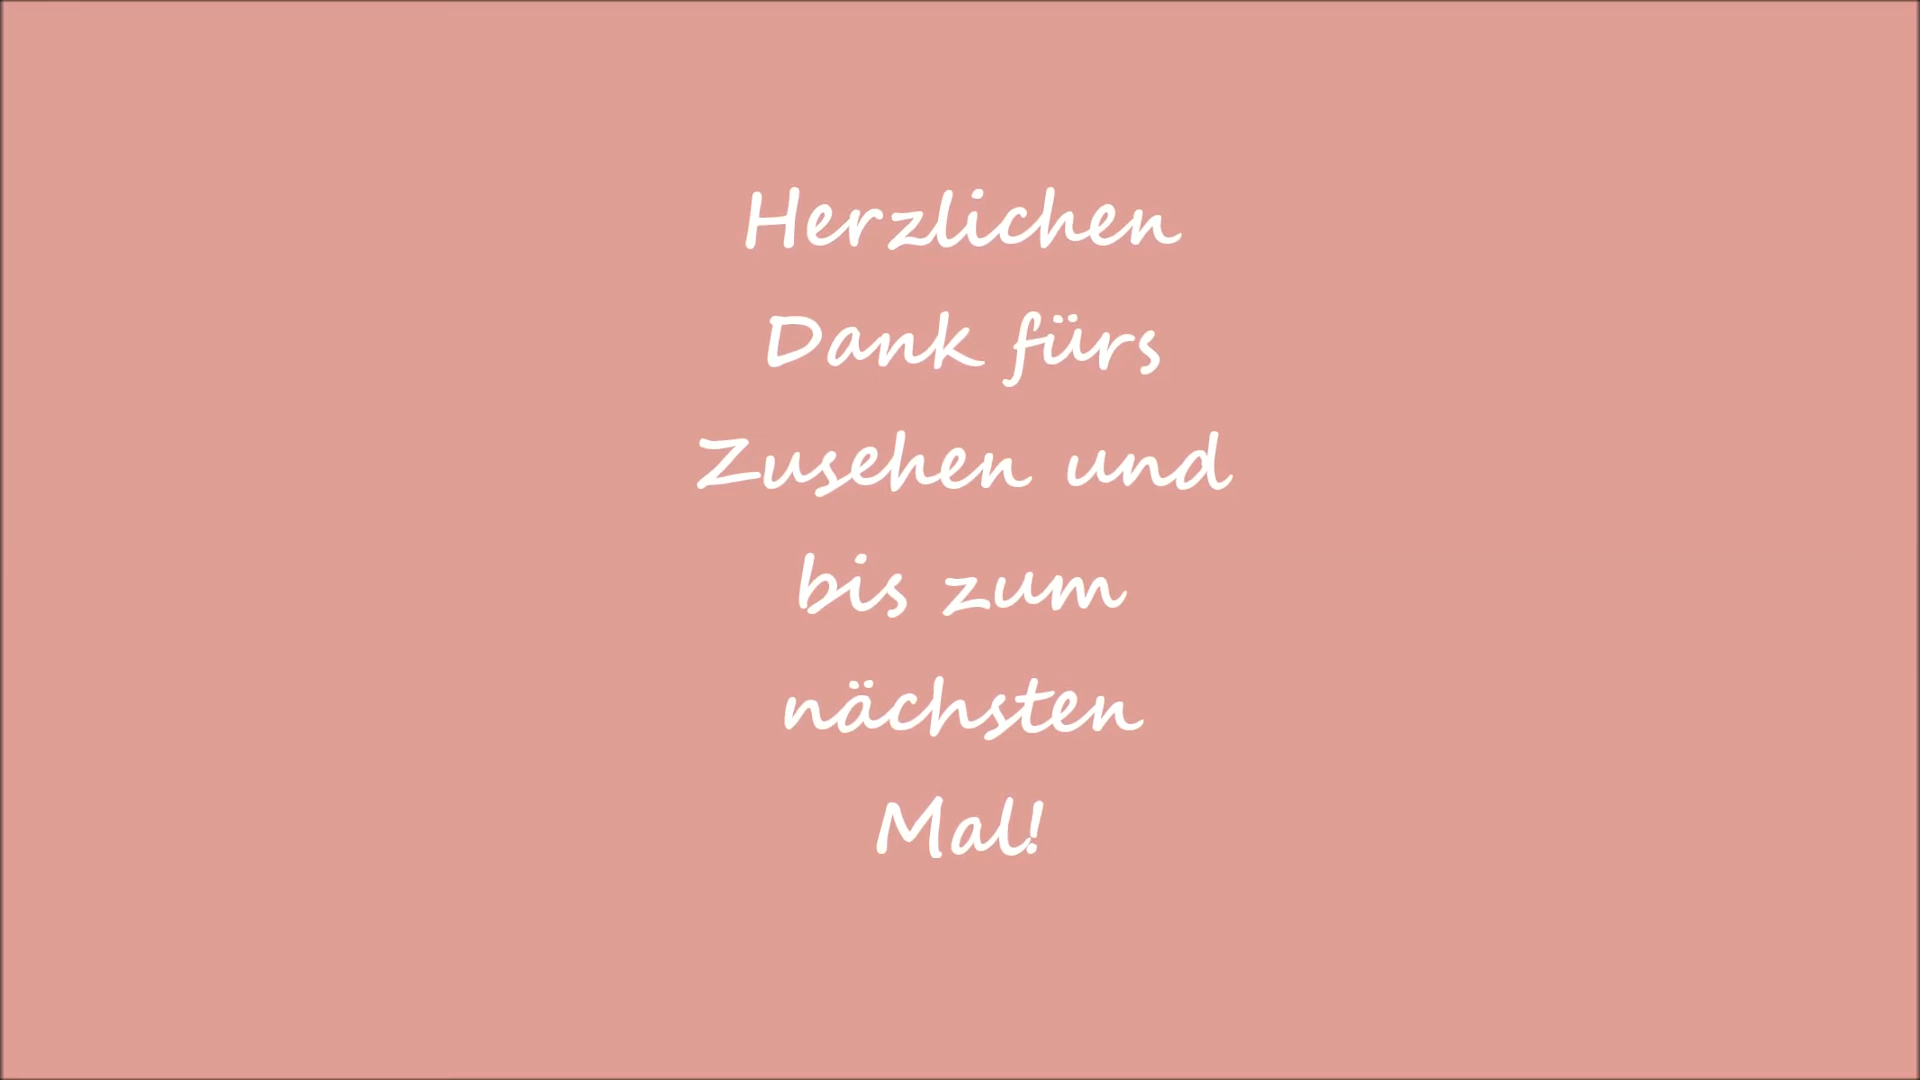 Herzlichen
Dank fürs
Zusehen und
bis zum
nächsten
Mal!